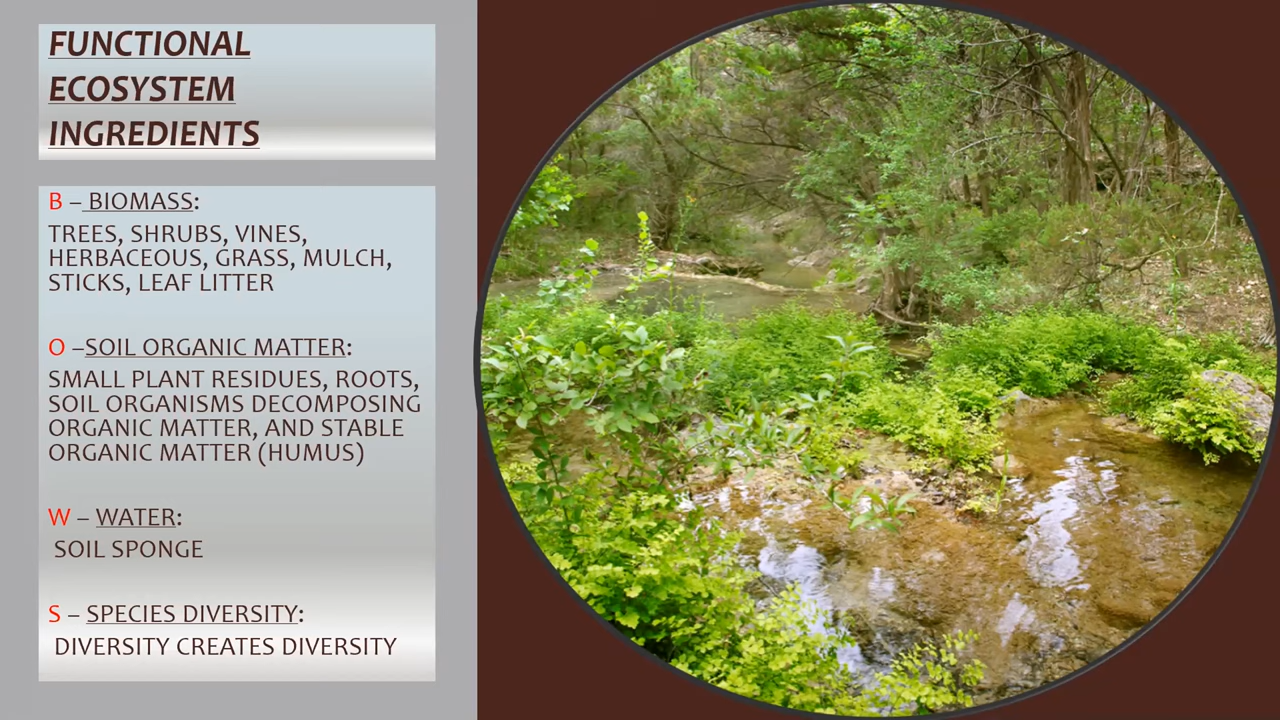 FUNCTIONAL
ECOSYSTEM
INGREDIENTS
B – BIOMASS:
TREES, SHRUBS, VINES,
HERBACEOUS, GRASS, MULCH,
STICKS, LEAF LITTER
O –SOIL ORGANIC MATTER:
SMALL PLANT RESIDUES, ROOTS,
SOIL ORGANISMS DECOMPOSING
ORGANIC MATTER, AND STABLE
ORGANIC MATTER (HUMUS)
W – WATER:
SOIL SPONGE
S – SPECIES DIVERSITY:
DIVERSITY CREATES DIVERSITY